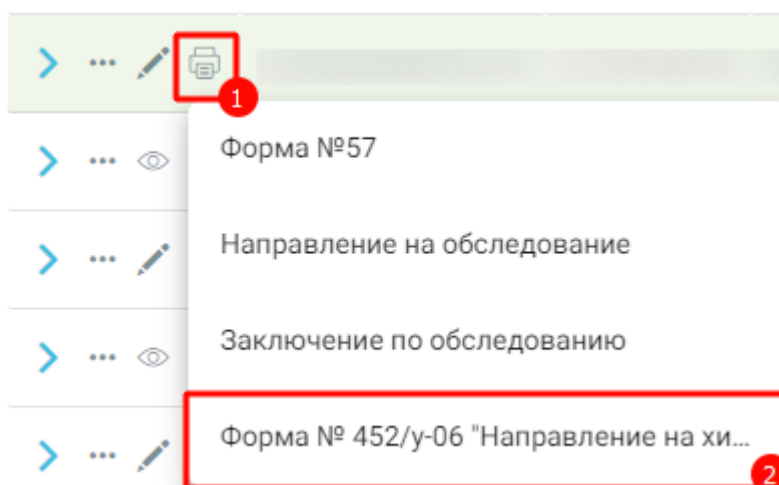 1
Форма №57
Направление на обследование
Заключение по обследованию
Форма № 452/у-06 "Направление на хи...
2